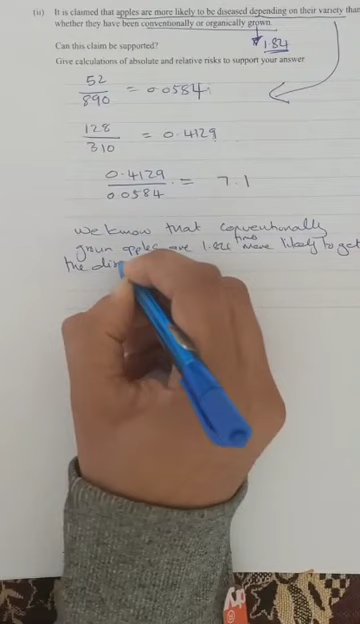 (ii) It is claimed that apples are more likely to be diseased depending on their variety than
whether they have been conventionally or organically grown.
1.84
Can this claim be supported?
Give calculations of absolute and relative risks to support your answer
52/890 = 0.0584
128/310 = 0.4129
0.4129/0.0584 = 7.1
we know that conventionally
grown apples are times more likely to get
the dis